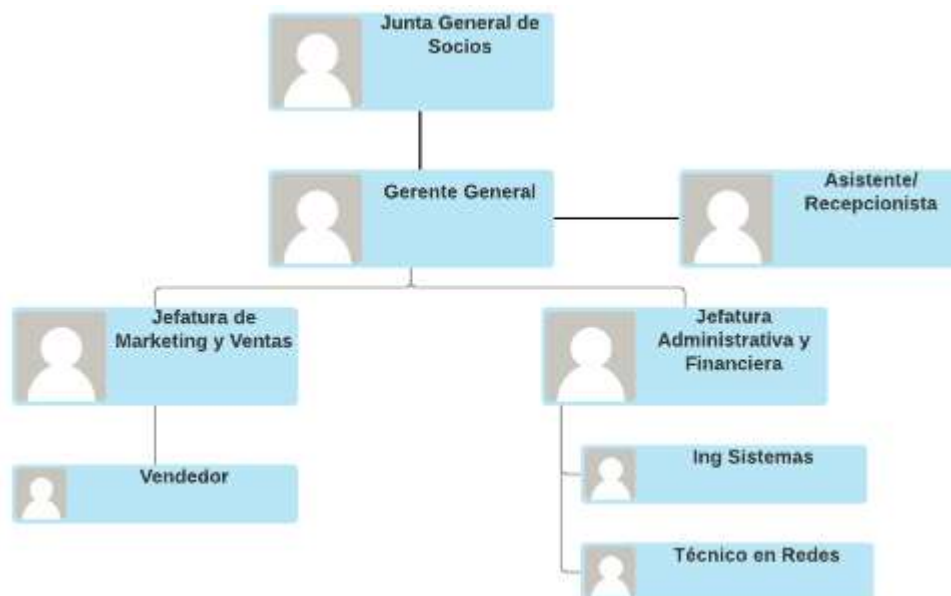 Junta General de
Socios
Gerente General
Asistente/
Recepcionista
Jefatura de
Marketing y Ventas
Jefatura
Administrativa y
Financiera
Vendedor
Ing Sistemas
Técnico en Redes